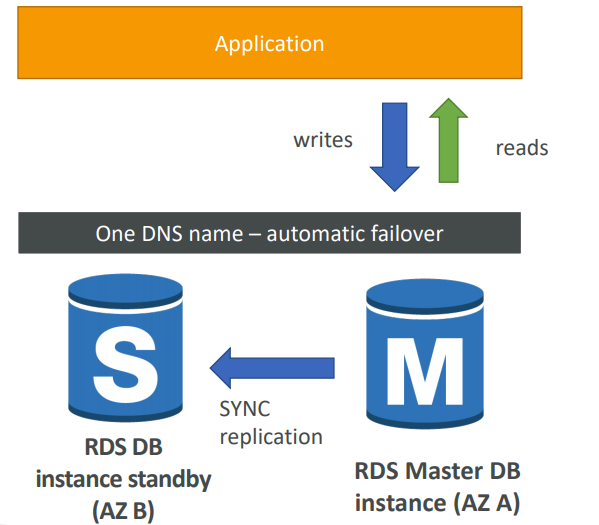 Application
writes
reads
One DNS name – automatic failover
S
M
SYNC
replication
RDS DB
instance standby
(AZ B)
RDS Master DB
instance (AZ A)